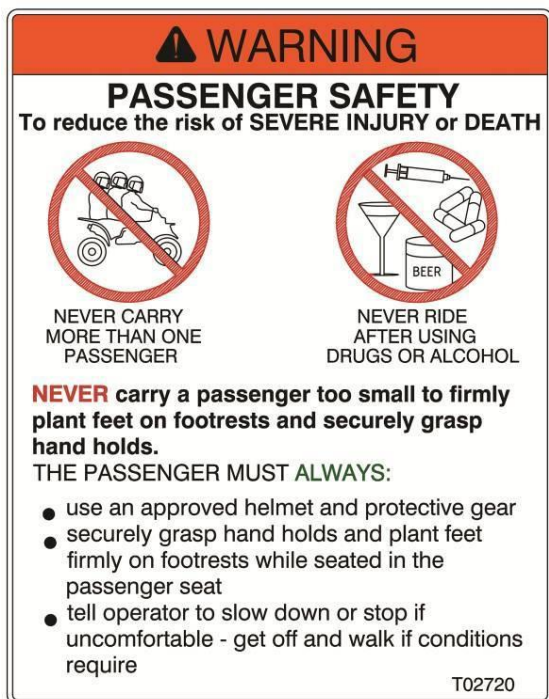 WARNING
PASSENGER SAFETY
To reduce the risk of SEVERE INJURY or DEATH
BEER
NEVER CARRY
MORE THAN ONE
PASSENGER
NEVER RIDE
AFTER USING
DRUGS OR ALCOHOL
NEVER carry a passenger too small to firmly
plant feet on footrests and securely grasp
hand holds.
THE PASSENGER MUST ALWAYS:
● use an approved helmet and protective gear
● securely grasp hand holds and plant feet
firmly on footrests while seated in the
passenger seat
● tell operator to slow down or stop if
uncomfortable - get off and walk if conditions
require
T02720